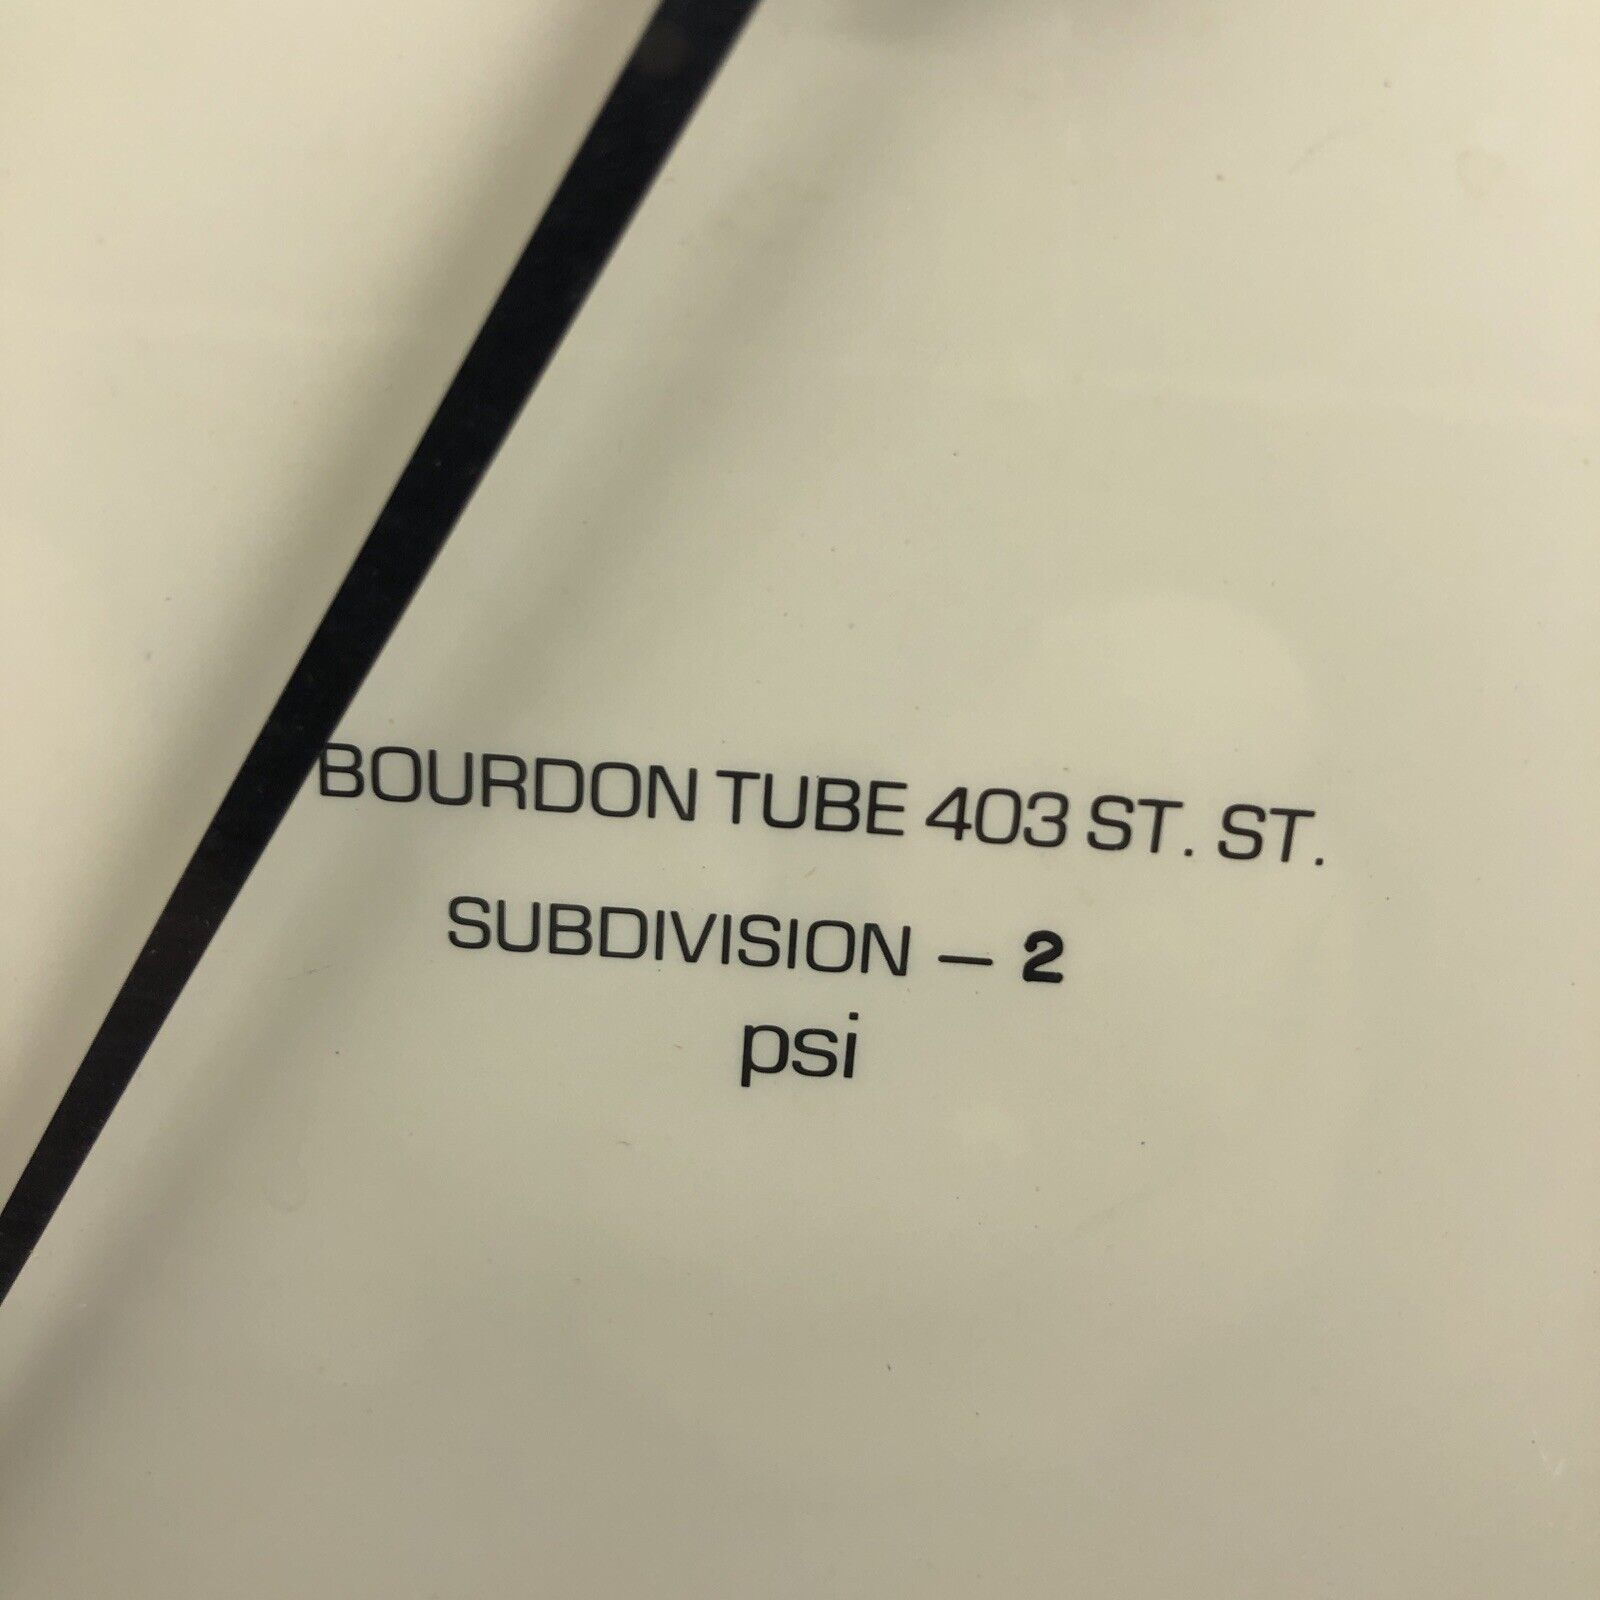 BOURDON TUBE 403 ST. ST.
SUBDIVISION — 2
psi